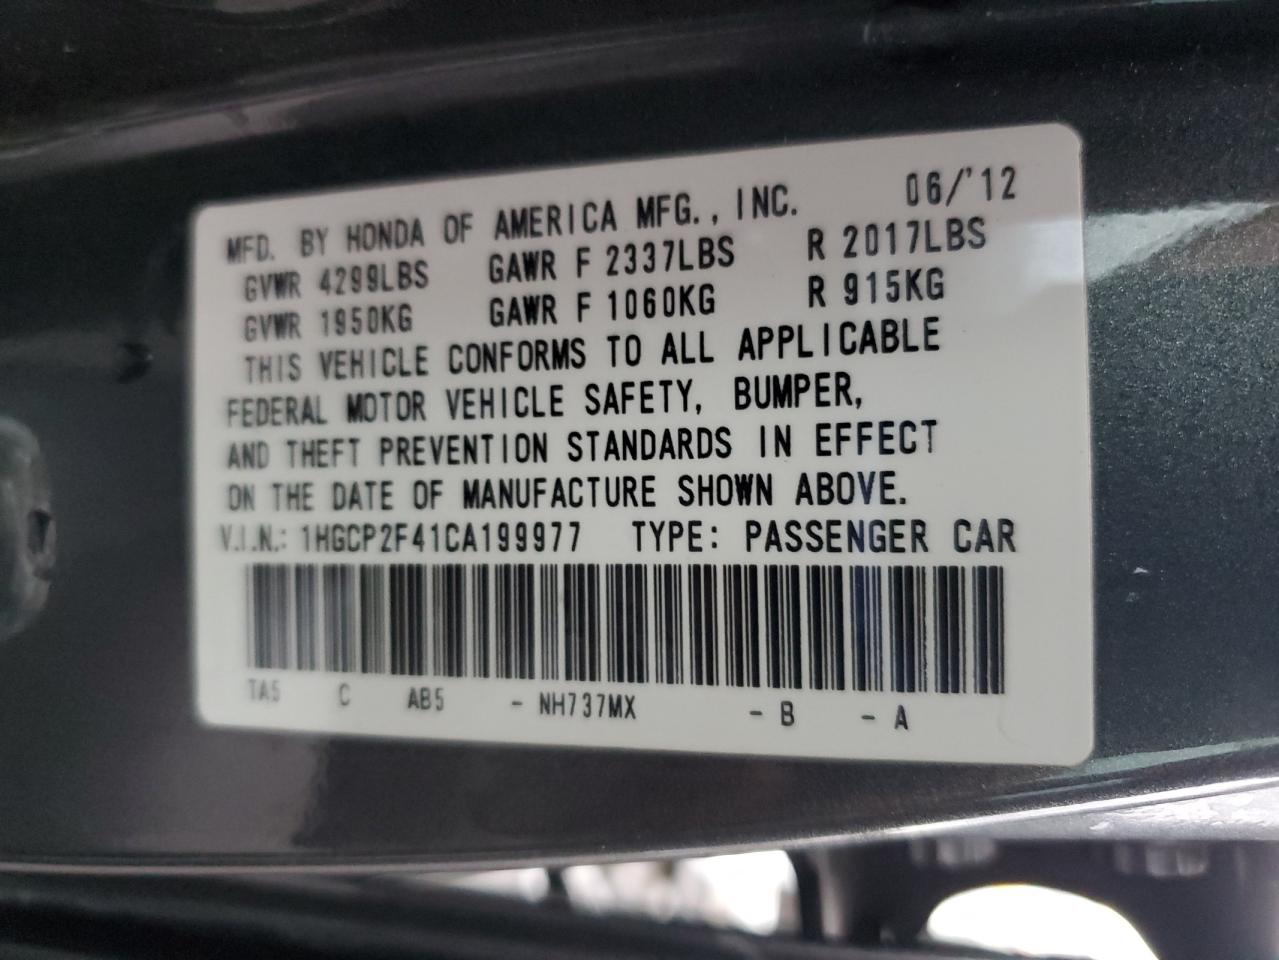 MFD. BY HONDA OF AMERICA MFG., INC. 06/'12
GVWR 4299LBS GAWR F 2337LBS R 2017LBS
GVWR 1950KG GAWR F 1060KG R 915KG
THIS VEHICLE CONFORMS TO ALL APPLICABLE
FEDERAL MOTOR VEHICLE SAFETY, BUMPER,
AND THEFT PREVENTION STANDARDS IN EFFECT
ON THE DATE OF MANUFACTURE SHOWN ABOVE.
V.I.N.: 1HGCP2F41CA199977 TYPE: PASSENGER CAR
TA5 C AB5 - NH737MX - B - A